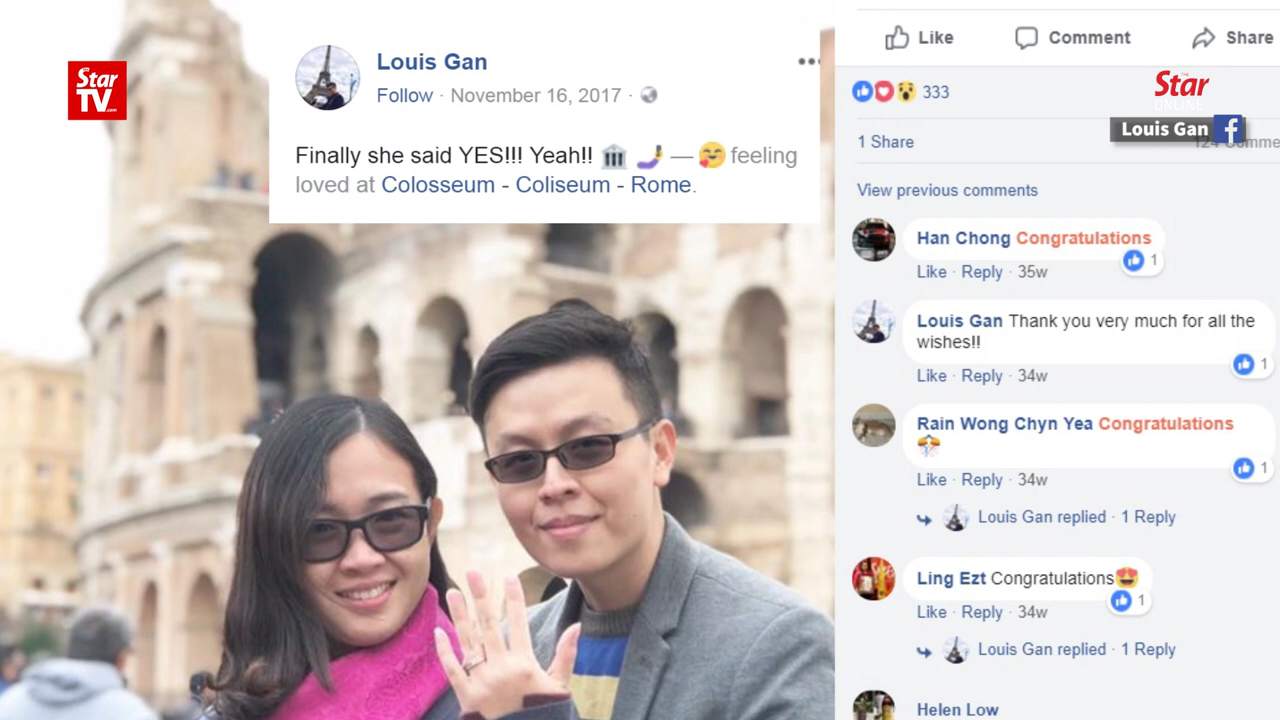 Star
TV.com
Louis Gan
Follow · November 16, 2017 ·
Finally she said YES!!! Yeah!! 🏛️ 🤳 — 🥰 feeling
loved at Colosseum - Coliseum - Rome.
Like Comment Share
333
THE
Star
ONLINE
Louis Gan f
1 Share
View previous comments
Han Chong Congratulations
1
Like · Reply · 35w
Louis Gan Thank you very much for all the
wishes!!
1
Like · Reply · 34w
Rain Wong Chyn Yea Congratulations
1
Like · Reply · 34w
Louis Gan replied · 1 Reply
Ling Ezt Congratulations😍
1
Like · Reply · 34w
Louis Gan replied · 1 Reply
Helen Low